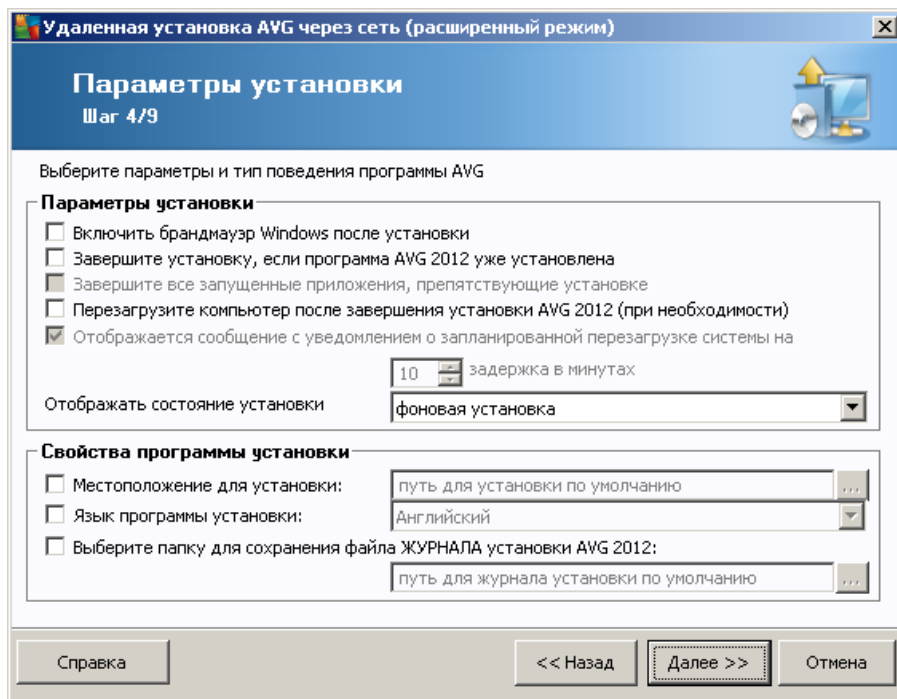 Удаленная установка AVG через сеть (расширенный режим)
Параметры установки
Шаг 4/9
Выберите параметры и тип поведения программы AVG
Параметры установки
Включить брандмауэр Windows после установки
Завершите установку, если программа AVG 2012 уже установлена
Завершите все запущенные приложения, препятствующие установке
Перезагрузите компьютер после завершения установки AVG 2012 (при необходимости)
Отображается сообщение с уведомлением о запланированной перезагрузке системы на
10 задержка в минутах
Отображать состояние установки фоновая установка
Свойства программы установки
Местоположение для установки: путь для установки по умолчанию ...
Язык программы установки: Английский
Выберите папку для сохранения файла ЖУРНАЛА установки AVG 2012:
путь для журнала установки по умолчанию ...
Справка << Назад Далее >> Отмена